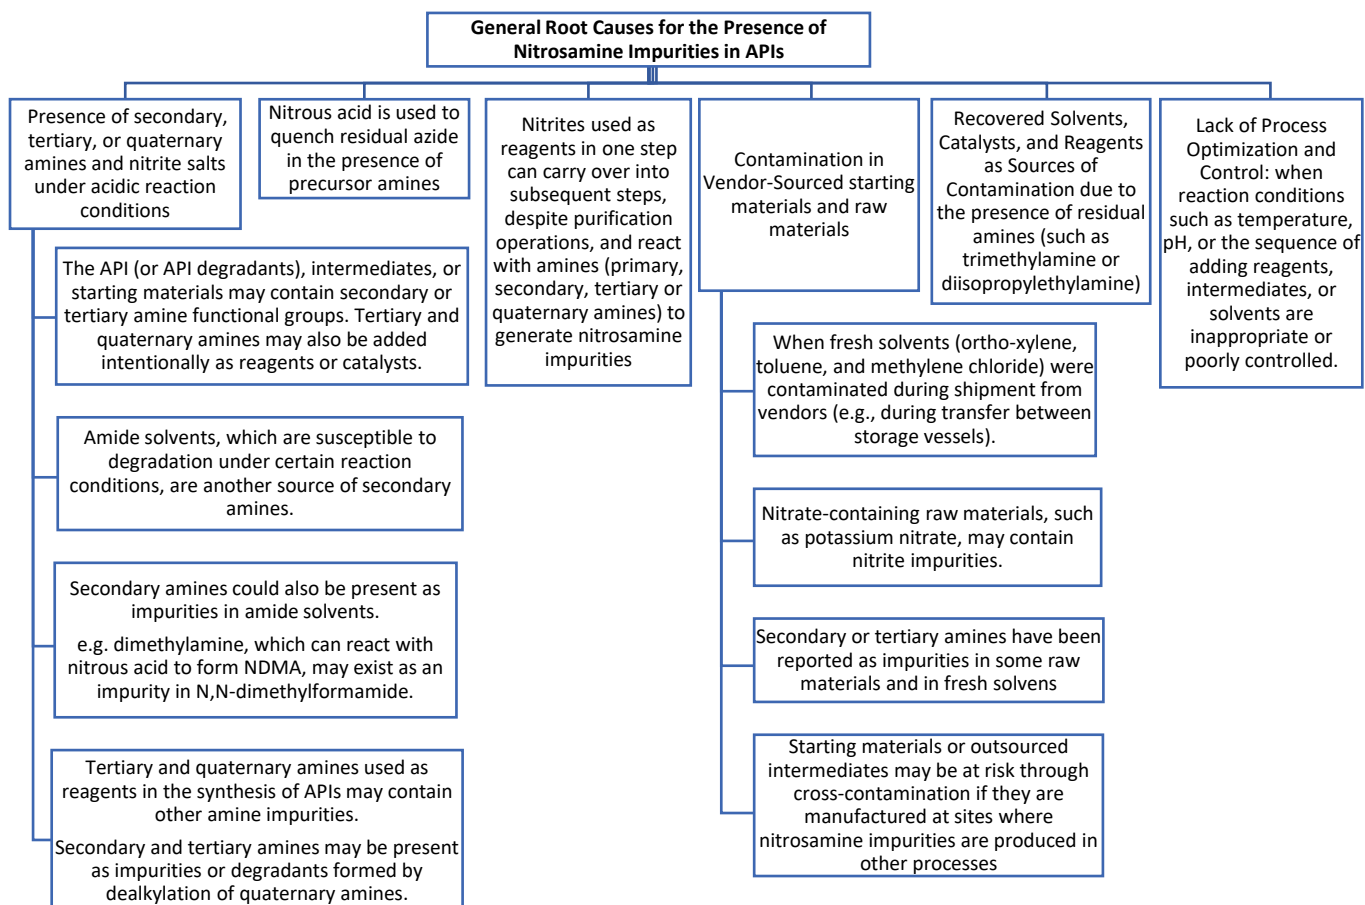 General Root Causes for the Presence of
Nitrosamine Impurities in APIs
Presence of secondary,
tertiary, or quaternary
amines and nitrite salts
under acidic reaction
conditions
The API (or API degradants), intermediates, or
starting materials may contain secondary or
tertiary amine functional groups. Tertiary and
quaternary amines may also be added
intentionally as reagents or catalysts.
Amide solvents, which are susceptible to
degradation under certain reaction
conditions, are another source of secondary
amines.
Secondary amines could also be present as
impurities in amide solvents.
e.g. dimethylamine, which can react with
nitrous acid to form NDMA, may exist as an
impurity in N,N-dimethylformamide.
Tertiary and quaternary amines used as
reagents in the synthesis of APIs may contain
other amine impurities.
Secondary and tertiary amines may be present
as impurities or degradants formed by
dealkylation of quaternary amines.
Nitrous acid is used to
quench residual azide
in the presence of
precursor amines
Nitrites used as
reagents in one step
can carry over into
subsequent steps,
despite purification
operations, and react
with amines (primary,
secondary, tertiary or
quaternary amines) to
generate nitrosamine
impurities
Contamination in
Vendor-Sourced starting
materials and raw
materials
When fresh solvents (ortho-xylene,
toluene, and methylene chloride) were
contaminated during shipment from
vendors (e.g., during transfer between
storage vessels).
Nitrate-containing raw materials, such
as potassium nitrate, may contain
nitrite impurities.
Secondary or tertiary amines have been
reported as impurities in some raw
materials and in fresh solvens
Starting materials or outsourced
intermediates may be at risk through
cross-contamination if they are
manufactured at sites where
nitrosamine impurities are produced in
other processes
Recovered Solvents,
Catalysts, and Reagents
as Sources of
Contamination due to
the presence of residual
amines (such as
trimethylamine or
diisopropylethylamine)
Lack of Process
Optimization and
Control: when
reaction conditions
such as temperature,
pH, or the sequence of
adding reagents,
intermediates, or
solvents are
inappropriate or
poorly controlled.